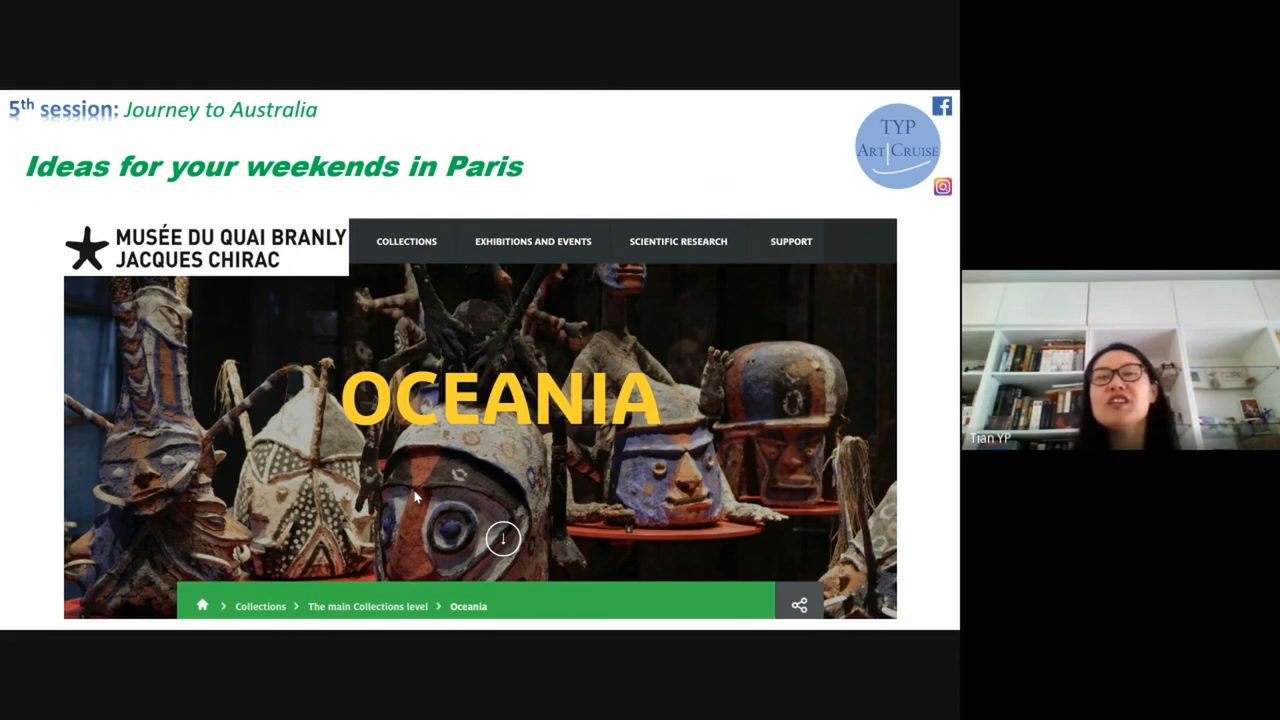 5th session: Journey to Australia
TYP
ART CRUISE
Ideas for your weekends in Paris
MUSÉE DU QUAI BRANLY
JACQUES CHIRAC
COLLECTIONS
EXHIBITIONS AND EVENTS
SCIENTIFIC RESEARCH
SUPPORT
OCEANIA
Tian YP
Collections > The main Collections level > Oceania